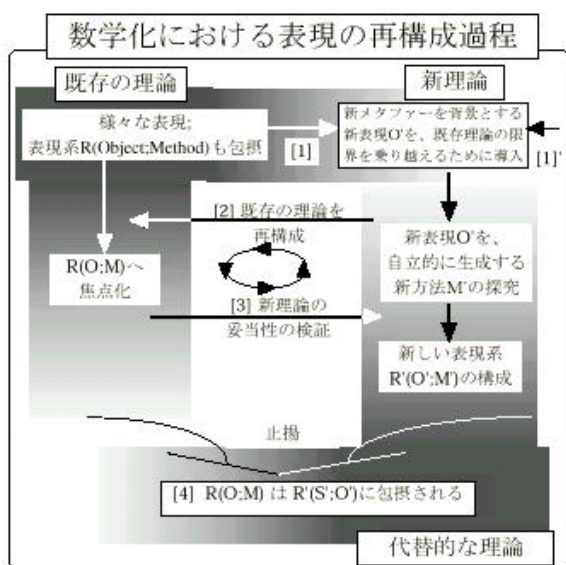 数学化における表現の再構成過程
既存の理論
新理論
様々な表現;
表現系R(Object;Method)も包摂
[1]
新メタファーを背景とする
新表現O'を、既存理論の限
界を乗り越えるために導入
[1]'
[2] 既存の理論を
再構成
R(O;M)へ
焦点化
新表現O'を、
自立的に生成する
新方法M'の探究
[3] 新理論の
妥当性の検証
新しい表現系
R'(O';M')の構成
止揚
[4] R(O;M) は R'(S';O')に包摂される
代替的な理論